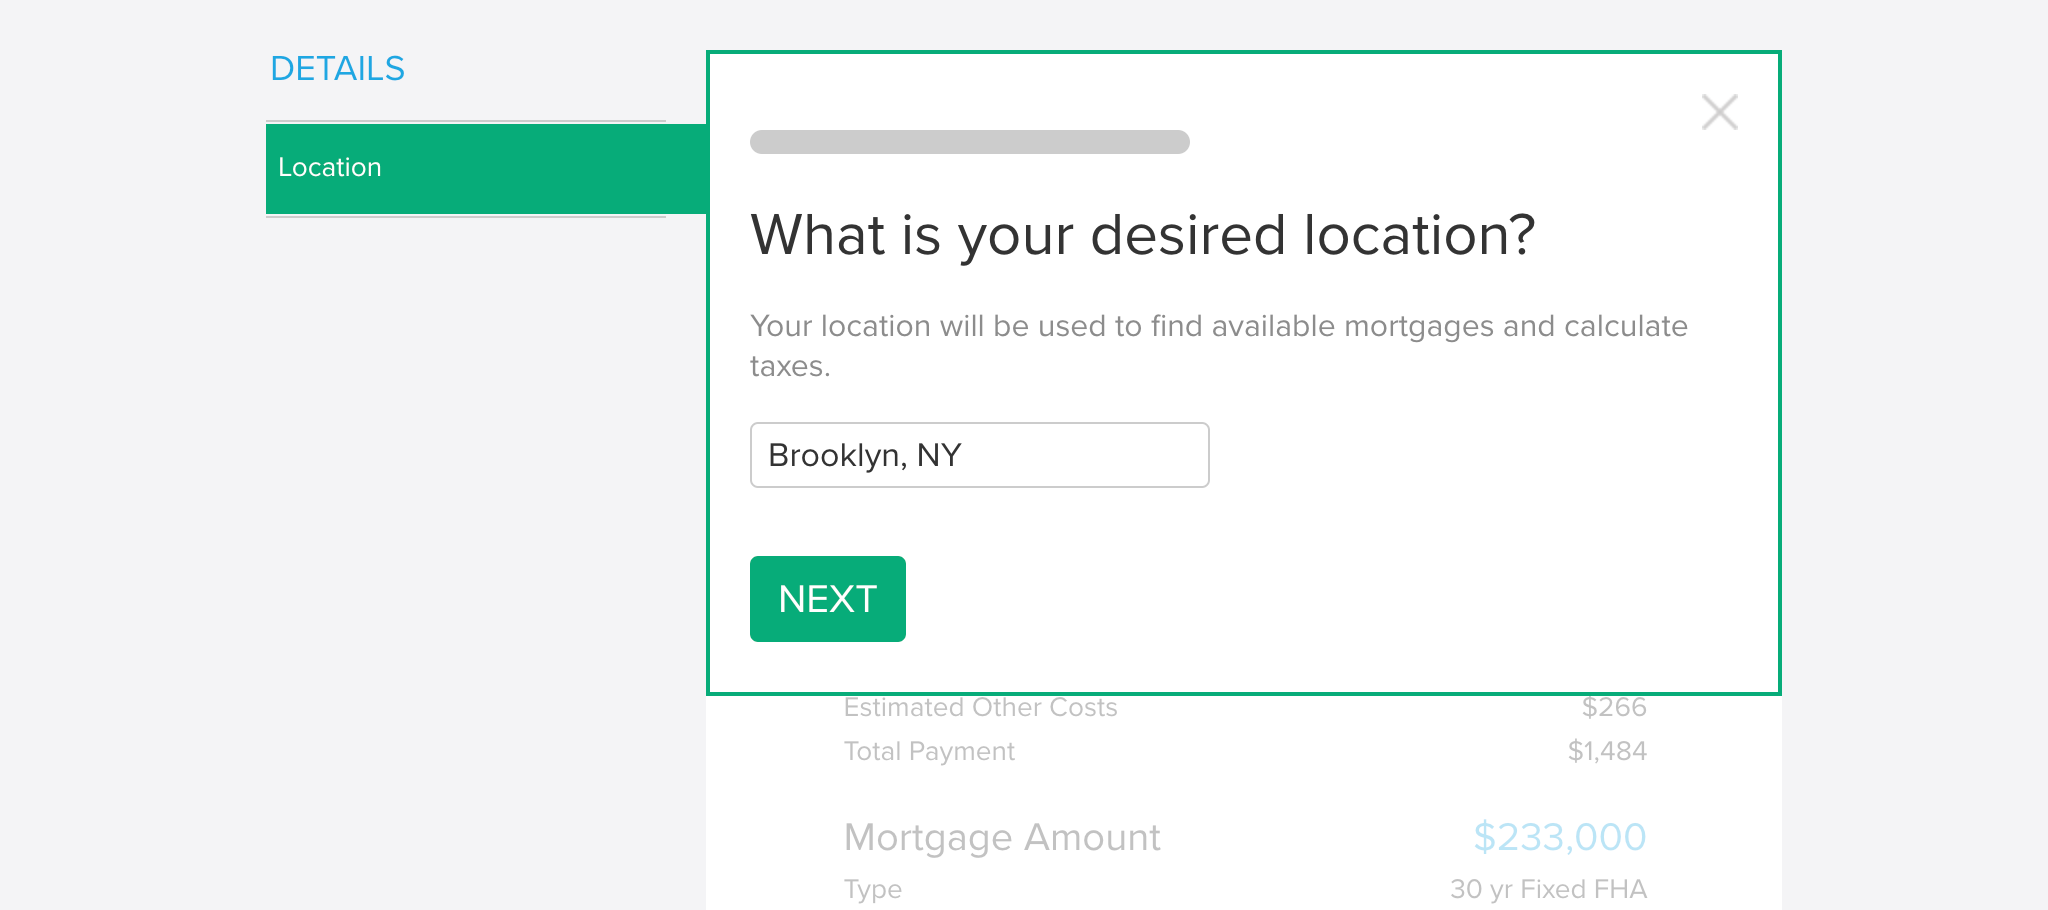 DETAILS
Location
What is your desired location?
Your location will be used to find available mortgages and calculate
taxes.
Brooklyn, NY
NEXT
Estimated Other Costs $266
Total Payment $1,484
Mortgage Amount $233,000
Type 30 yr Fixed FHA